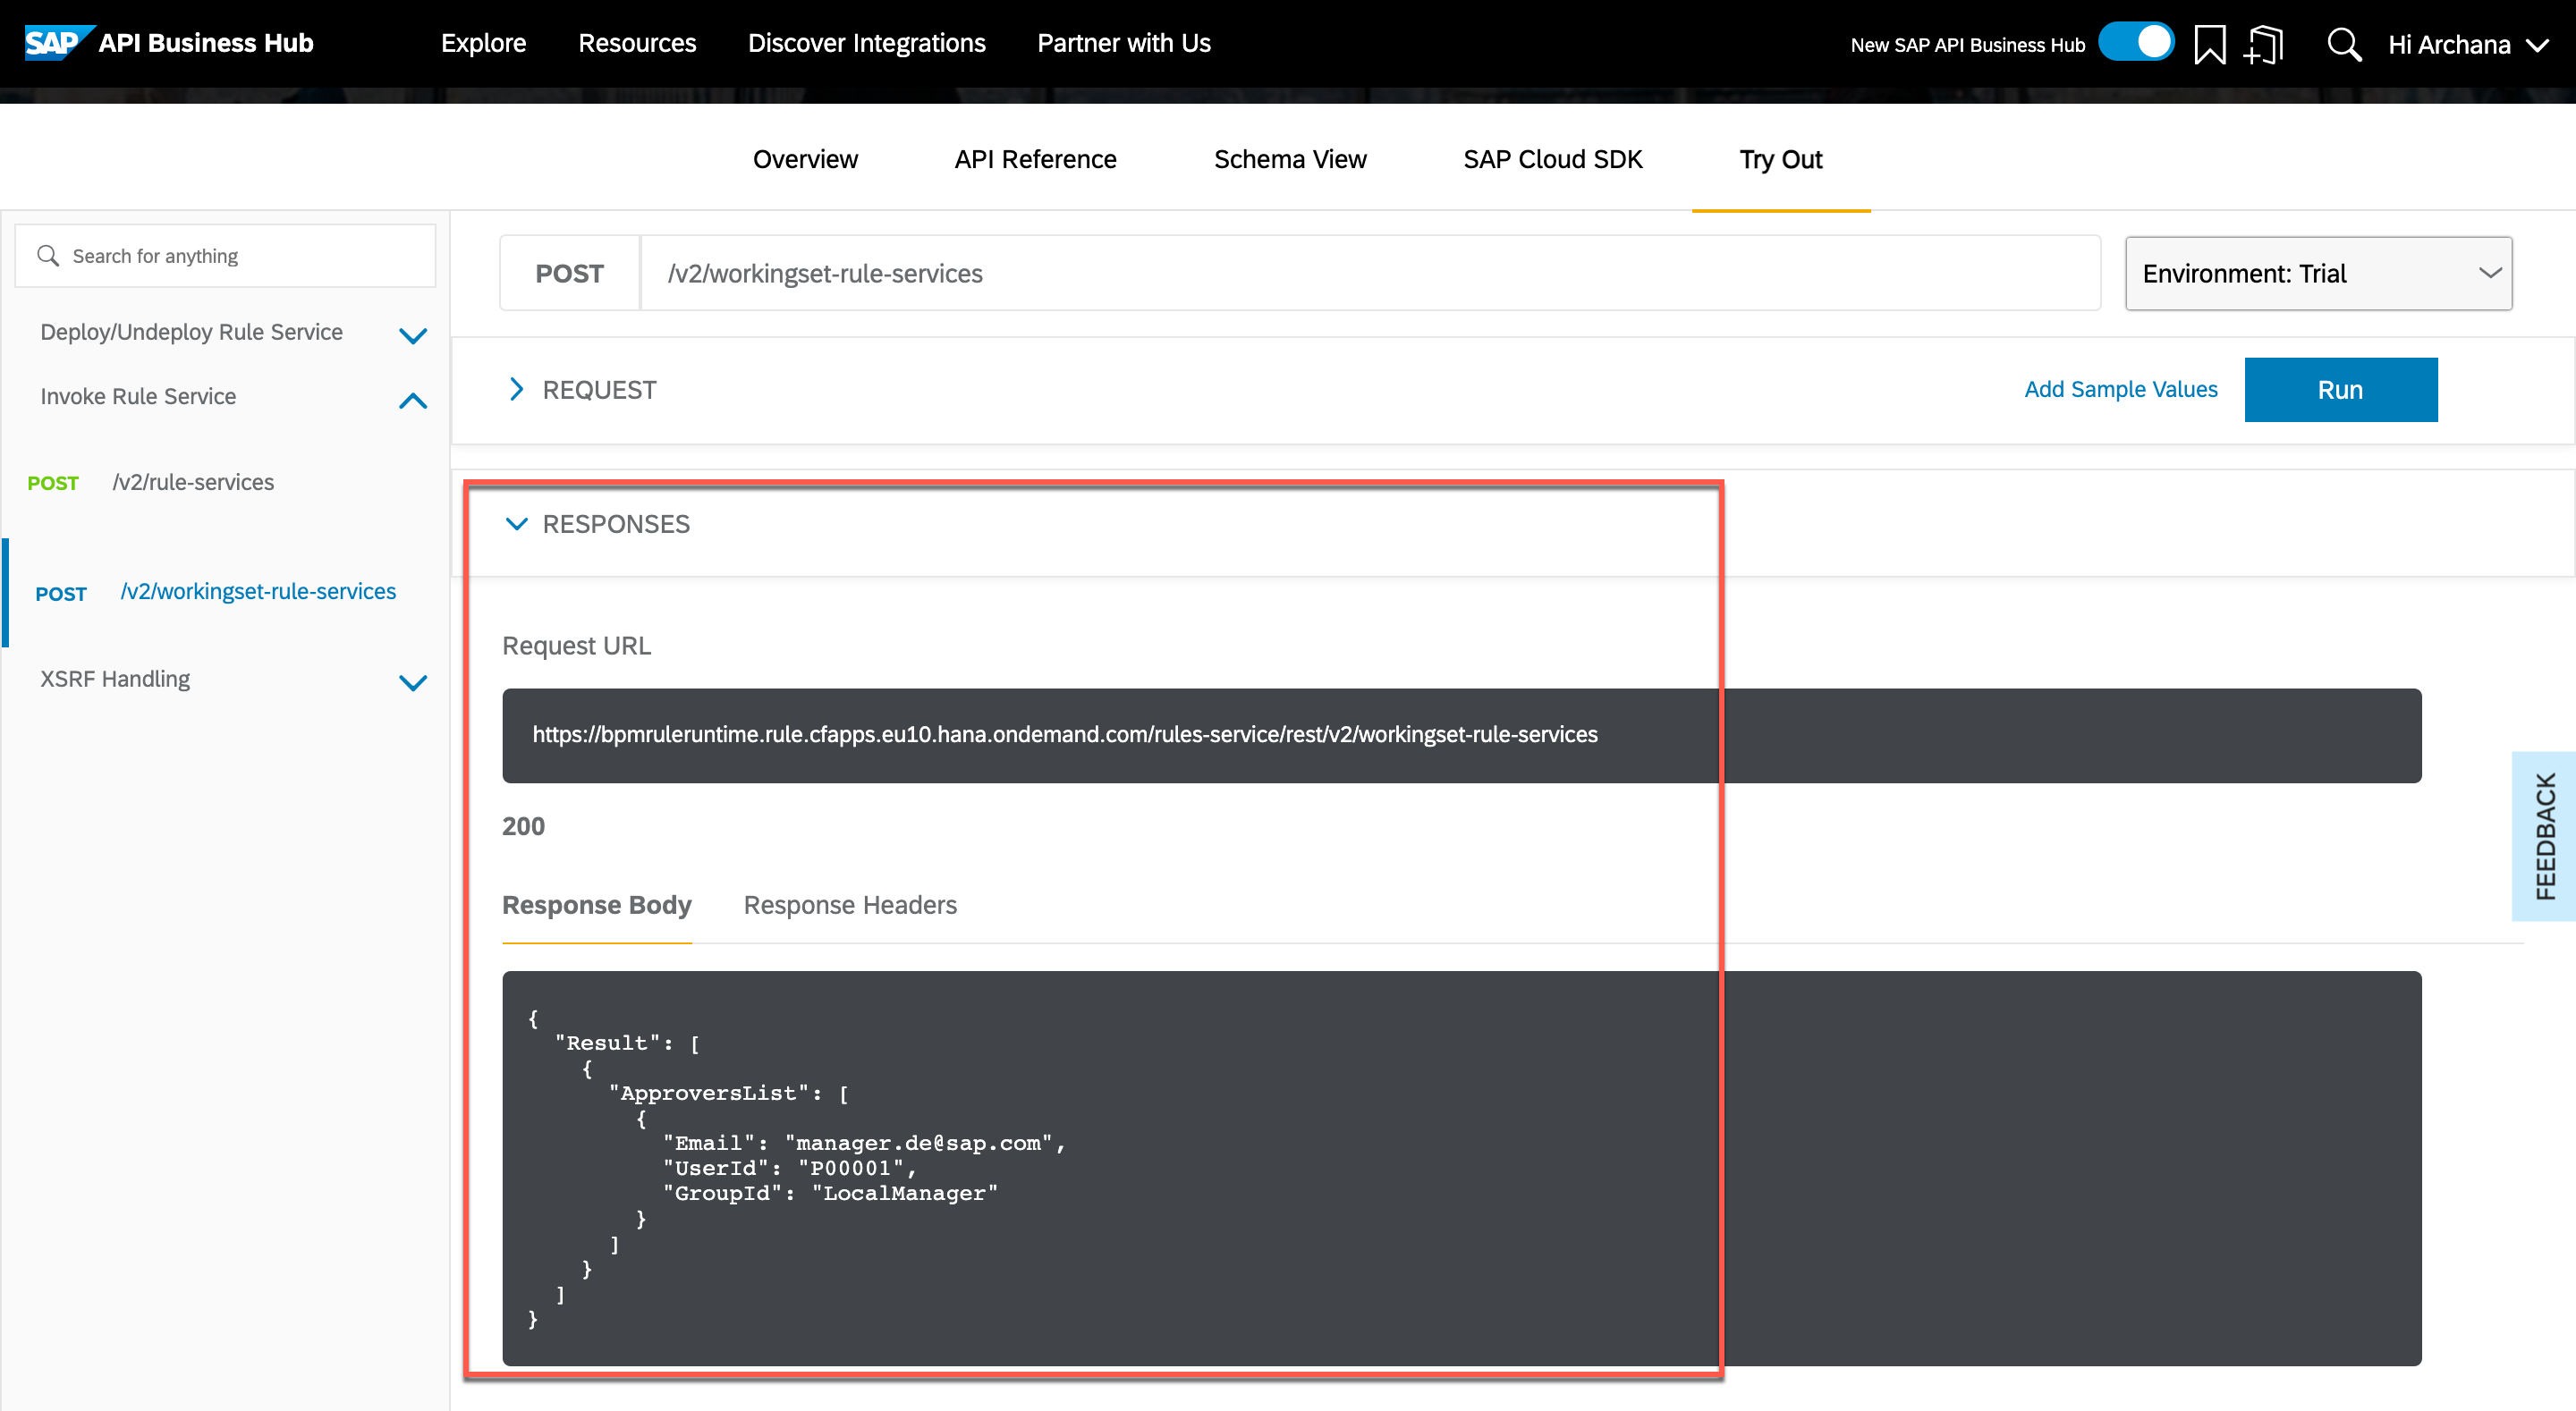 SAP API Business Hub Explore Resources Discover Integrations Partner with Us New SAP API Business Hub Hi Archana
Overview API Reference Schema View SAP Cloud SDK Try Out
Search for anything
Deploy/Undeploy Rule Service
Invoke Rule Service
POST /v2/rule-services
POST /v2/workingset-rule-services
XSRF Handling
POST /v2/workingset-rule-services Environment: Trial
REQUEST Add Sample Values Run
RESPONSES
Request URL
https://bpmruleruntime.rule.cfapps.eu10.hana.ondemand.com/rules-service/rest/v2/workingset-rule-services
200
Response Body Response Headers
{
  "Result": [
    {
      "ApproversList": [
        {
          "Email": "manager.de@sap.com",
          "UserId": "P00001",
          "GroupId": "LocalManager"
        }
      ]
    }
  ]
}
FEEDBACK